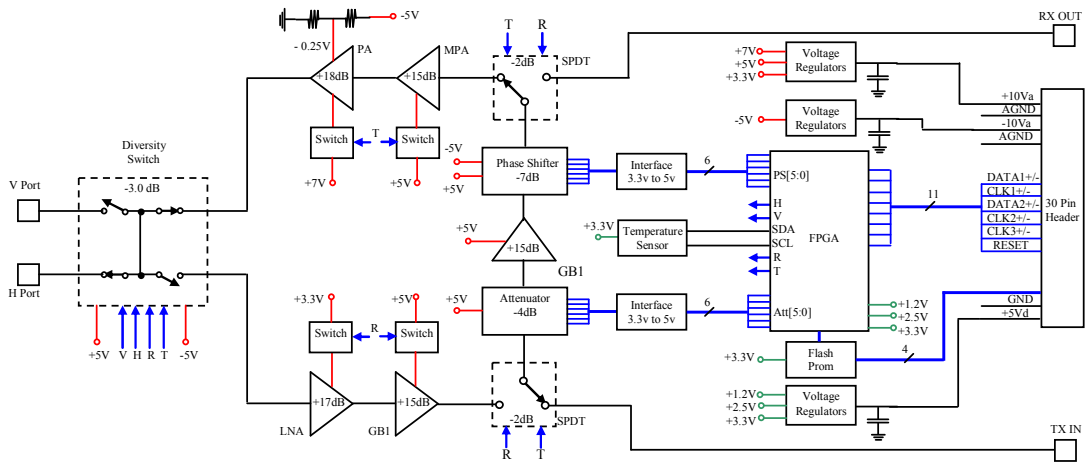 -5V
T
R
RX OUT
- 0.25V
PA
MPA
-2dB
SPDT
+7V
+5V
+3.3V
Voltage
Regulators
+18dB
+15dB
+10Va
AGND
-10Va
AGND
-5V
Voltage
Regulators
Switch
T
Switch
Diversity
Switch
-5V
+5V
Phase Shifter
-7dB
Interface
3.3v to 5v
6
PS[5:0]
+7V
+5V
V Port
-3.0 dB
11
DATA1+/-
CLK1+/-
DATA2+/-
CLK2+/-
CLK3+/-
RESET
30 Pin
Header
H
V
SDA
SCL
R
T
FPGA
+5V
+15dB
GB1
+3.3V
Temperature
Sensor
H Port
+3.3V
+5V
+5V
Attenuator
-4dB
Interface
3.3v to 5v
6
Att[5:0]
+1.2V
+2.5V
+3.3V
GND
+5Vd
Switch
R
Switch
+5V
V
H
R
T
-5V
+3.3V
Flash
Prom
4
+17dB
LNA
+15dB
GB1
-2dB
SPDT
R
T
+1.2V
+2.5V
+3.3V
Voltage
Regulators
TX IN